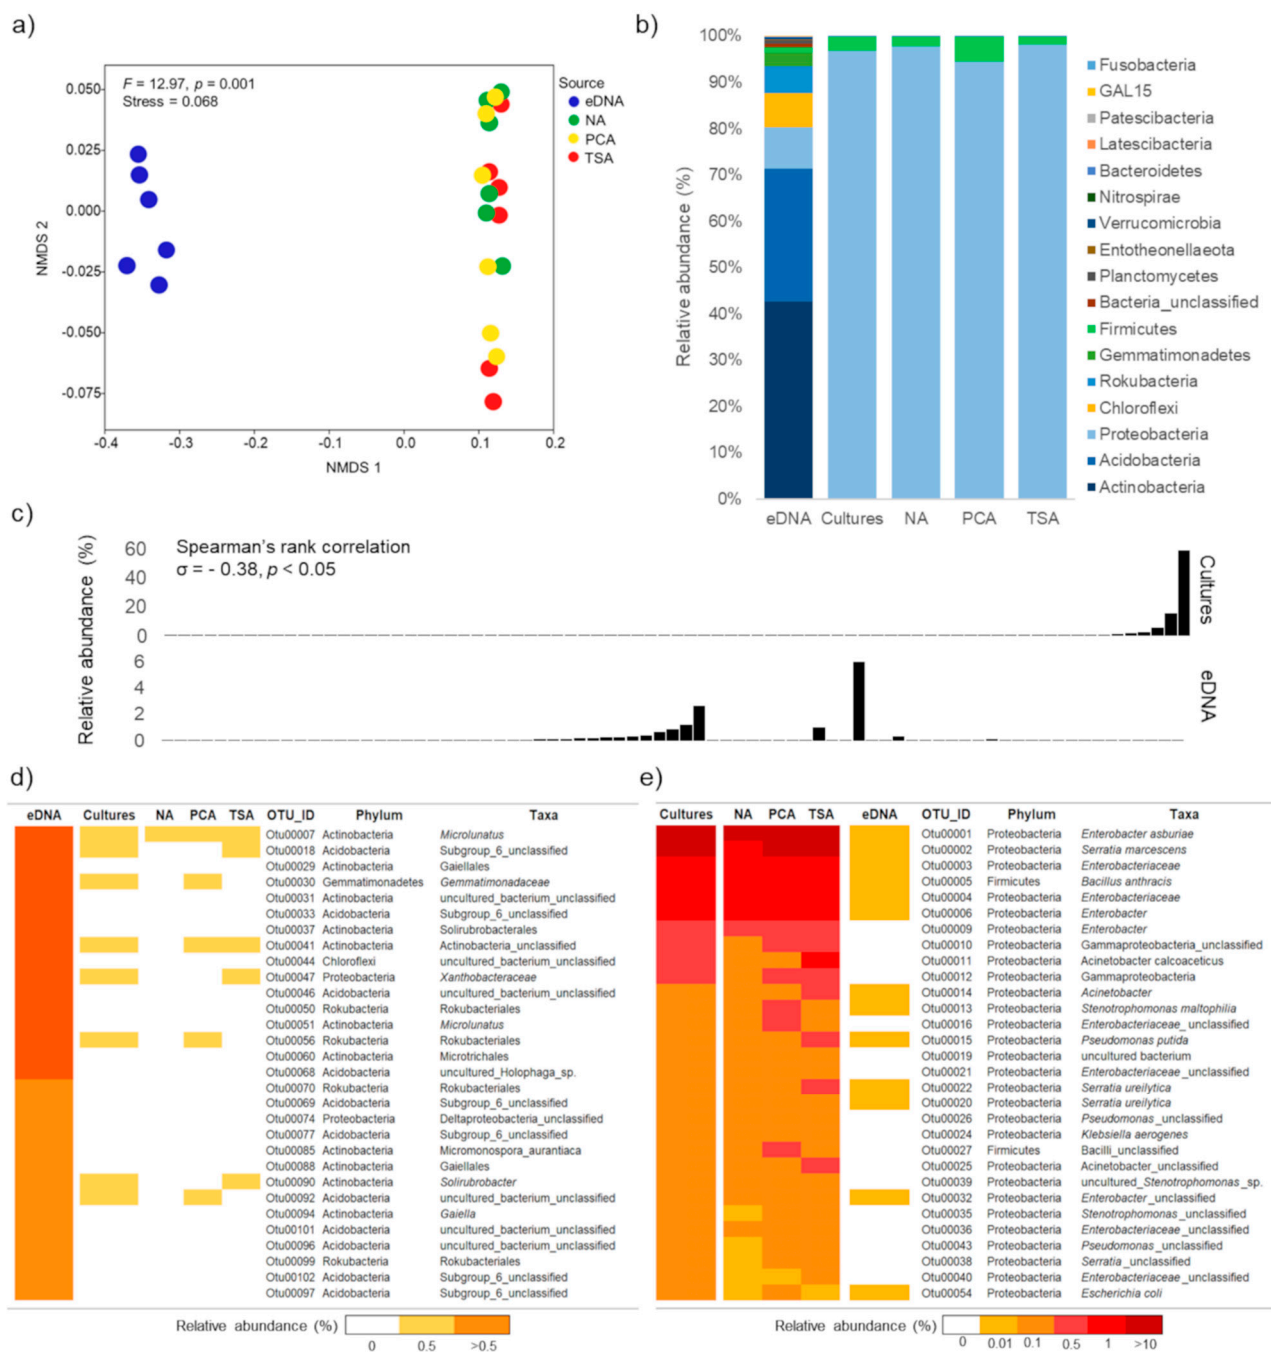 a)
F = 12.97, p = 0.001
Stress = 0.068
Source
eDNA
NA
PCA
TSA
0.050
0.025
0.000
-0.025
-0.050
-0.075
NMDS 2
-0.4 -0.3 -0.2 -0.1 0.0 0.1 0.2
NMDS 1
b)
100%
90%
80%
70%
60%
50%
40%
30%
20%
10%
0%
Relative abundance (%)
eDNA Cultures NA PCA TSA
Fusobacteria
GAL15
Patescibacteria
Latescibacteria
Bacteroidetes
Nitrospirae
Verrucomicrobia
Entotheonellaeota
Planctomycetes
Bacteria_unclassified
Firmicutes
Gemmatimonadetes
Rokubacteria
Chloroflexi
Proteobacteria
Acidobacteria
Actinobacteria
c)
Relative abundance (%)
Spearman's rank correlation
σ = - 0.38, p < 0.05
60
40
20
0
Cultures
6
4
2
0
eDNA
d)
eDNA Cultures NA PCA TSA OTU_ID Phylum Taxa
Otu00007 Actinobacteria Microlunatus
Otu00018 Acidobacteria Subgroup_6_unclassified
Otu00029 Actinobacteria Gaiellales
Otu00030 Gemmatimonadetes Gemmatimonadaceae
Otu00031 Actinobacteria uncultured_bacterium_unclassified
Otu00033 Acidobacteria Subgroup_6_unclassified
Otu00037 Actinobacteria Solirubrobacterales
Otu00041 Actinobacteria Actinobacteria_unclassified
Otu00044 Chloroflexi uncultured_bacterium_unclassified
Otu00047 Proteobacteria Xanthobacteraceae
Otu00046 Acidobacteria uncultured_bacterium_unclassified
Otu00050 Rokubacteria Rokubacteriales
Otu00051 Actinobacteria Microlunatus
Otu00056 Rokubacteria Rokubacteriales
Otu00060 Actinobacteria Microtrichales
Otu00068 Acidobacteria uncultured_Holophaga_sp.
Otu00070 Rokubacteria Rokubacteriales
Otu00069 Acidobacteria Subgroup_6_unclassified
Otu00074 Proteobacteria Deltaproteobacteria_unclassified
Otu00077 Acidobacteria Subgroup_6_unclassified
Otu00085 Actinobacteria Micromonospora_aurantiaca
Otu00088 Actinobacteria Gaiellales
Otu00090 Actinobacteria Solirubrobacter
Otu00092 Acidobacteria uncultured_bacterium_unclassified
Otu00094 Actinobacteria Gaiella
Otu00101 Acidobacteria uncultured_bacterium_unclassified
Otu00096 Acidobacteria uncultured_bacterium_unclassified
Otu00099 Rokubacteria Rokubacteriales
Otu00102 Acidobacteria Subgroup_6_unclassified
Otu00097 Acidobacteria Subgroup_6_unclassified
Relative abundance (%)
0 0.5 >0.5
e)
Cultures NA PCA TSA eDNA OTU_ID Phylum Taxa
Otu00001 Proteobacteria Enterobacter asburiae
Otu00002 Proteobacteria Serratia marcescens
Otu00003 Proteobacteria Enterobacteriaceae
Otu00005 Firmicutes Bacillus anthracis
Otu00004 Proteobacteria Enterobacteriaceae
Otu00006 Proteobacteria Enterobacter
Otu00009 Proteobacteria Enterobacter
Otu00010 Proteobacteria Gammaproteobacteria_unclassified
Otu00011 Proteobacteria Acinetobacter calcoaceticus
Otu00012 Proteobacteria Gammaproteobacteria
Otu00014 Proteobacteria Acinetobacter
Otu00013 Proteobacteria Stenotrophomonas maltophilia
Otu00016 Proteobacteria Enterobacteriaceae_unclassified
Otu00015 Proteobacteria Pseudomonas putida
Otu00019 Proteobacteria uncultured bacterium
Otu00021 Proteobacteria Enterobacteriaceae_unclassified
Otu00022 Proteobacteria Serratia ureilytica
Otu00020 Proteobacteria Serratia ureilytica
Otu00026 Proteobacteria Pseudomonas_unclassified
Otu00024 Proteobacteria Klebsiella aerogenes
Otu00027 Firmicutes Bacilli_unclassified
Otu00025 Proteobacteria Acinetobacter_unclassified
Otu00039 Proteobacteria uncultured_Stenotrophomonas_sp.
Otu00032 Proteobacteria Enterobacter_unclassified
Otu00035 Proteobacteria Stenotrophomonas_unclassified
Otu00036 Proteobacteria Enterobacteriaceae_unclassified
Otu00043 Proteobacteria Pseudomonas_unclassified
Otu00038 Proteobacteria Serratia_unclassified
Otu00040 Proteobacteria Enterobacteriaceae_unclassified
Otu00054 Proteobacteria Escherichia coli
Relative abundance (%)
0 0.01 0.1 0.5 1 >10